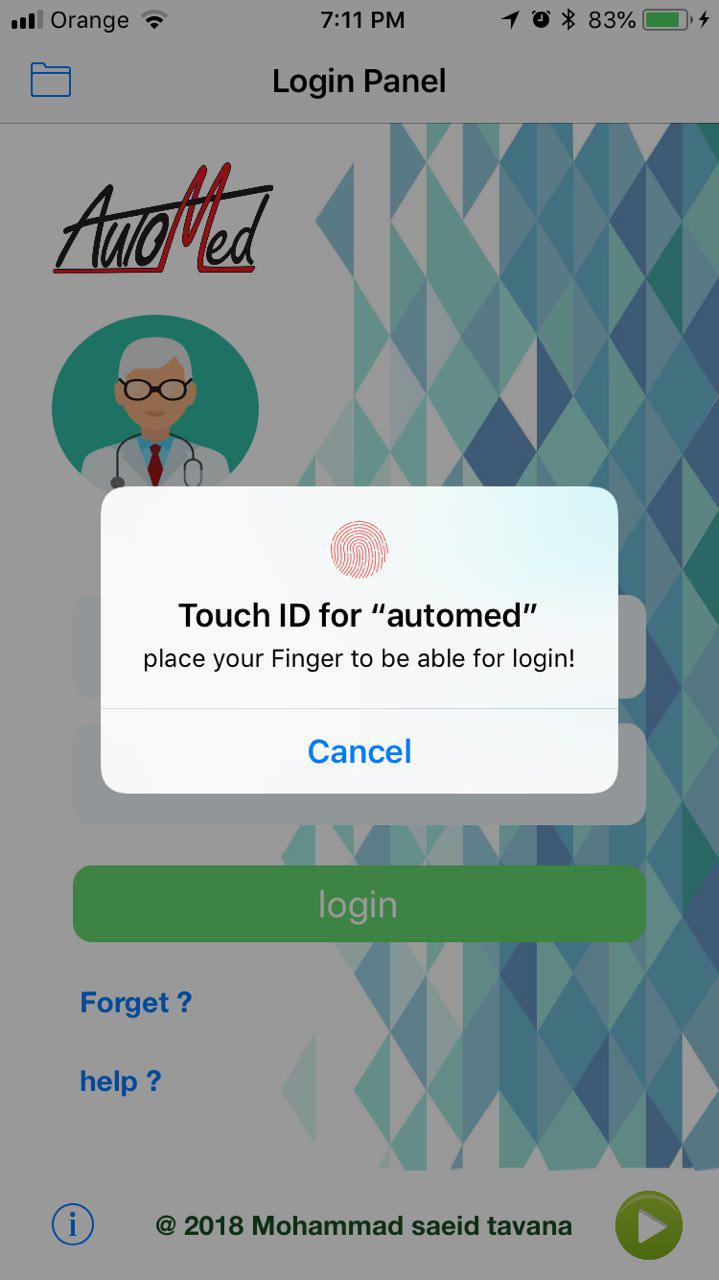 Orange 7:11 PM 83%
Login Panel
AutoMed
Touch ID for “automed”
place your Finger to be able for login!
Cancel
login
Forget ?
help ?
i @ 2018 Mohammad saeid tavana